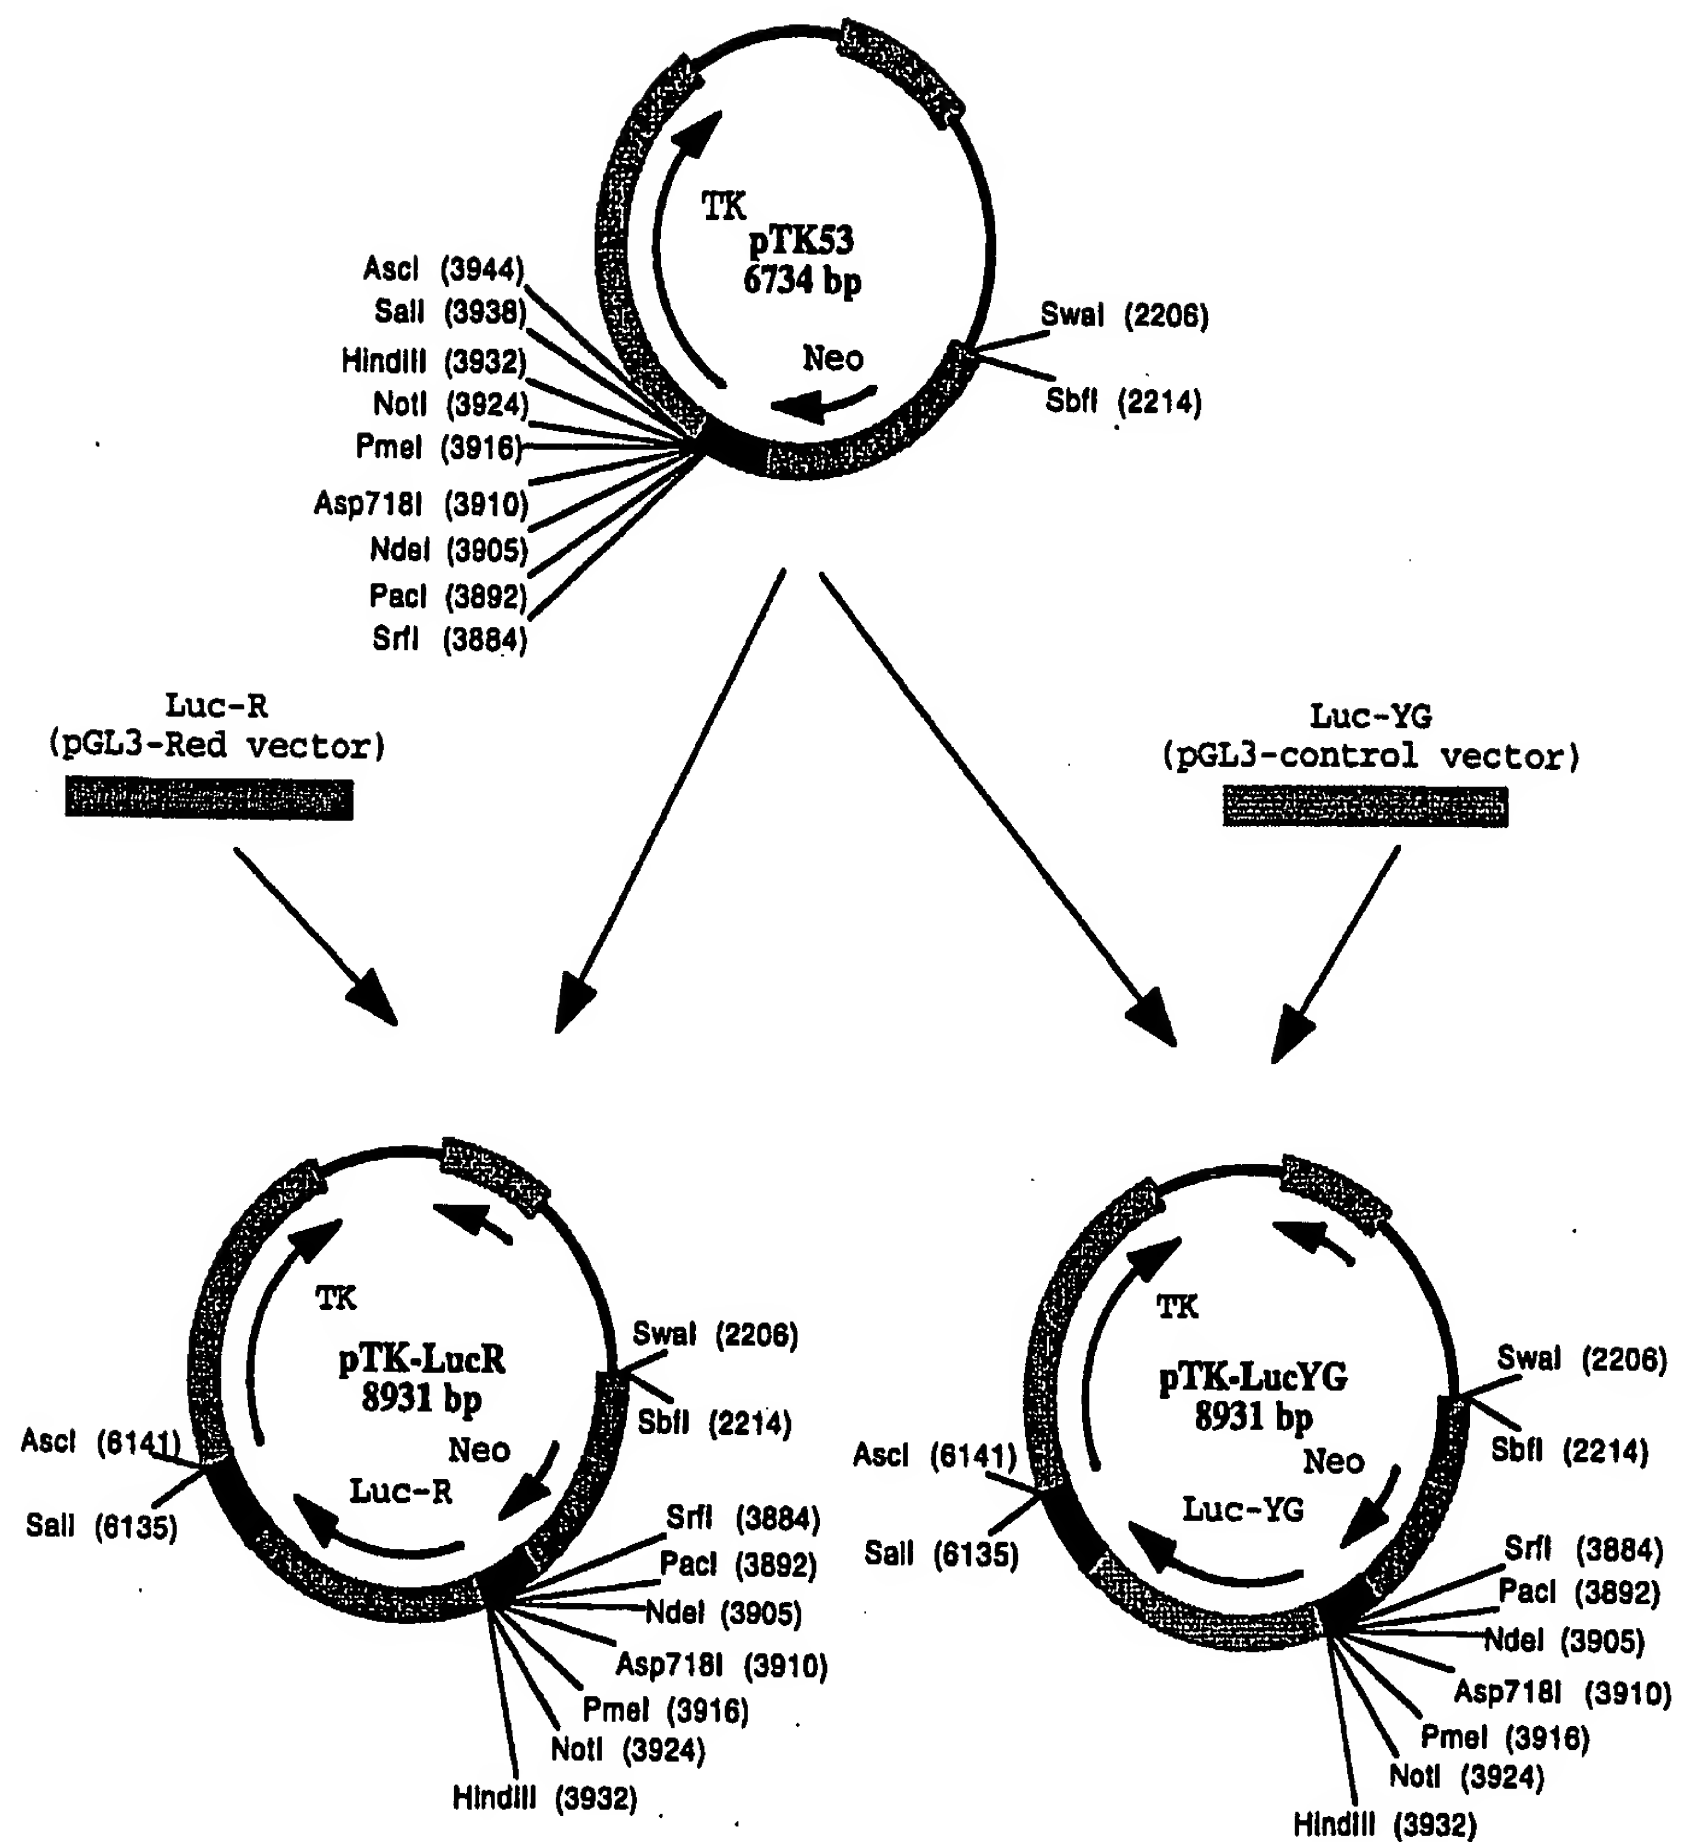 TK
pTK53
6734 bp
Neo
AscI (3944)
SalI (3938)
HindIII (3932)
NotI (3924)
PmeI (3916)
Asp718I (3910)
NdeI (3905)
PacI (3892)
SrfI (3884)
SwaI (2206)
SbfI (2214)
Luc-R
(pGL3-Red vector)
Luc-YG
(pGL3-control vector)
TK
pTK-LucR
8931 bp
Neo
Luc-R
SwaI (2206)
SbfI (2214)
AscI (6141)
SalI (6135)
SrfI (3884)
PacI (3892)
NdeI (3905)
Asp718I (3910)
PmeI (3916)
NotI (3924)
HindIII (3932)
TK
pTK-LucYG
8931 bp
Neo
Luc-YG
SwaI (2206)
SbfI (2214)
AscI (6141)
SalI (6135)
SrfI (3884)
PacI (3892)
NdeI (3905)
Asp718I (3910)
PmeI (3916)
NotI (3924)
HindIII (3932)